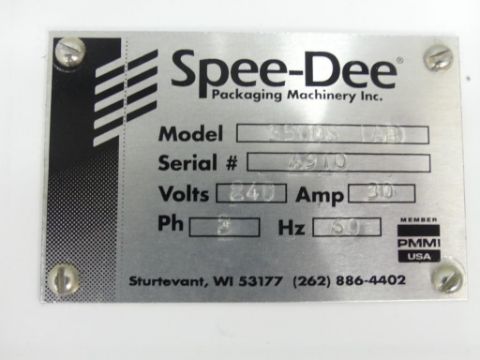 Spee-Dee®
Packaging Machinery Inc.
Model
Serial # 4910
Volts 240 Amp 30
Ph Hz 60
MEMBER
PMMI
USA
Sturtevant, WI 53177 (262) 886-4402